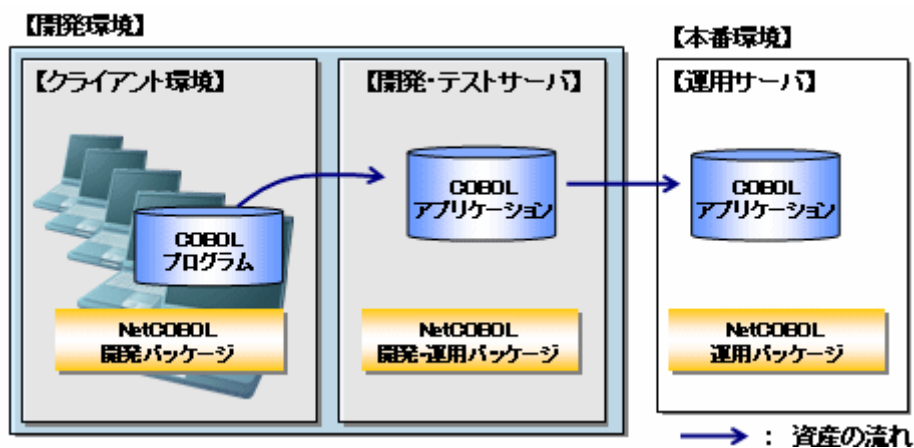 【開発環境】
【本番環境】
【クライアント環境】
【開発・テストサーバ】
【運用サーバ】
COBOL
プログラム
COBOL
アプリケーション
COBOL
アプリケーション
NetCOBOL
開発パッケージ
NetCOBOL
開発・運用パッケージ
NetCOBOL
運用パッケージ
： 資産の流れ